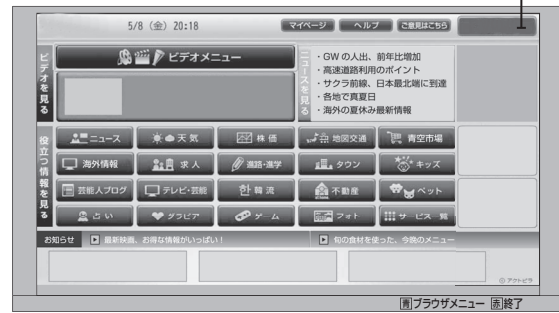 5/8 (金) 20:18
マイページ
ヘルプ
ご意見はこちら
ビデオを見る
ビデオメニュー
ニュースを見る
・GWの人出、前年比増加
・高速道路利用のポイント
・サクラ前線、日本最北端に到達
・各地で真夏日
・海外の夏休み最新情報
役立つ情報を見る
ニュース
天気
株価
地図交通
青空市場
海外情報
求人
進路・進学
タウン
キッズ
芸能人ブログ
テレビ・芸能
한 韓流
不動産
ペット
占い
グラビア
ゲーム
フォト
サービス一覧
お知らせ
最新映画、お得な情報がいっぱい!
旬の食材を使った、今晩のメニュー
©アクトビラ
青ブラウザメニュー 赤終了